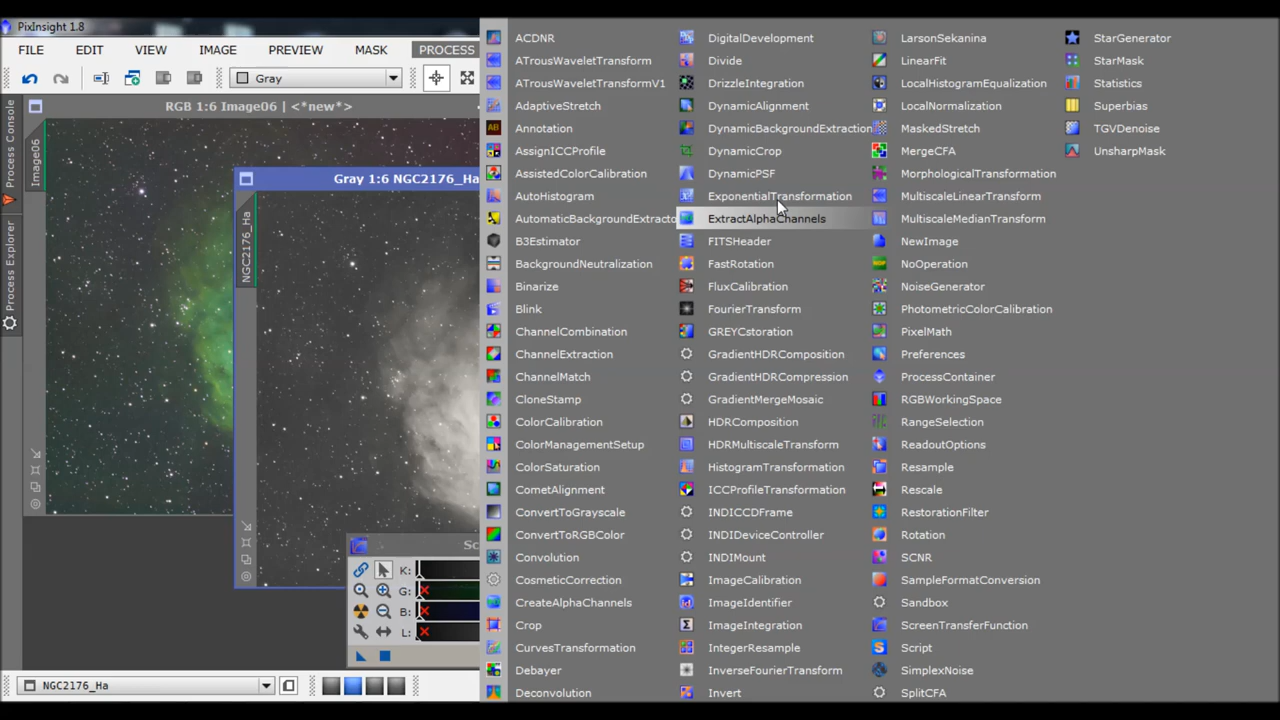 PixInsight 1.8
FILE EDIT VIEW IMAGE PREVIEW MASK PROCESS
Gray
RGB 1:6 Image06 | <*new*>
Process Console
Process Explorer
Image06
Gray 1:6 NGC2176_Ha
NGC2176_Ha
Sc
K:
G:
B:
L:
NGC2176_Ha
ACDNR
ATrousWaveletTransform
ATrousWaveletTransformV1
AdaptiveStretch
Annotation
AssignICCProfile
AssistedColorCalibration
AutoHistogram
AutomaticBackgroundExtracto
B3Estimator
BackgroundNeutralization
Binarize
Blink
ChannelCombination
ChannelExtraction
ChannelMatch
CloneStamp
ColorCalibration
ColorManagementSetup
ColorSaturation
CometAlignment
ConvertToGrayscale
ConvertToRGBColor
Convolution
CosmeticCorrection
CreateAlphaChannels
Crop
CurvesTransformation
Debayer
Deconvolution
DigitalDevelopment
Divide
DrizzleIntegration
DynamicAlignment
DynamicBackgroundExtraction
DynamicCrop
DynamicPSF
ExponentialTransformation
ExtractAlphaChannels
FITSHeader
FastRotation
FluxCalibration
FourierTransform
GREYCstoration
GradientHDRComposition
GradientHDRCompression
GradientMergeMosaic
HDRComposition
HDRMultiscaleTransform
HistogramTransformation
ICCProfileTransformation
INDICCDFrame
INDIDeviceController
INDIMount
ImageCalibration
ImageIdentifier
ImageIntegration
IntegerResample
InverseFourierTransform
Invert
LarsonSekanina
LinearFit
LocalHistogramEqualization
LocalNormalization
MaskedStretch
MergeCFA
MorphologicalTransformation
MultiscaleLinearTransform
MultiscaleMedianTransform
NewImage
NoOperation
NoiseGenerator
PhotometricColorCalibration
PixelMath
Preferences
ProcessContainer
RGBWorkingSpace
RangeSelection
ReadoutOptions
Resample
Rescale
RestorationFilter
Rotation
SCNR
SampleFormatConversion
Sandbox
ScreenTransferFunction
Script
SimplexNoise
SplitCFA
StarGenerator
StarMask
Statistics
Superbias
TGVDenoise
UnsharpMask